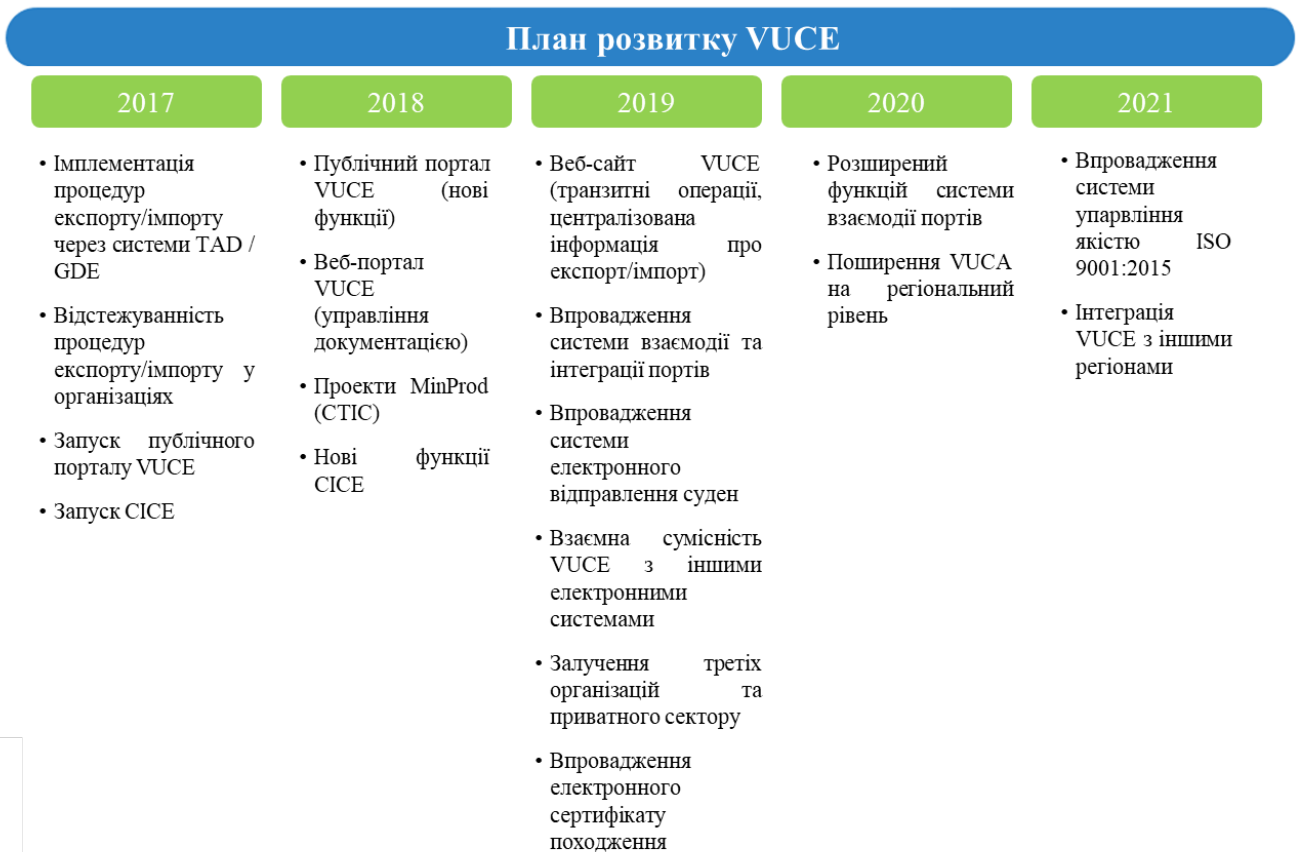 План розвитку VUCE
2017
• Імплементація
процедур
експорту/імпорту
через системи TAD /
GDE
• Відстежуванність
процедур
експорту/імпорту у
організаціях
• Запуск публічного
порталу VUCE
• Запуск CICE
2018
• Публічний портал
VUCE (нові
функції)
• Веб-портал
VUCE
(управління
документацією)
• Проекти MinProd
(CTIC)
• Нові функції
CICE
2019
• Веб-сайт VUCE
(транзитні операції,
централізована
інформація про
експорт/імпорт)
• Впровадження
системи взаємодії та
інтеграції портів
• Впровадження
системи
електронного
відправлення суден
• Взаємна сумісність
VUCE з іншими
електронними
системами
• Залучення третіх
організацій та
приватного сектору
• Впровадження
електронного
сертифікату
походження
2020
• Розширений
функцій системи
взаємодії портів
• Поширення VUCA
на регіональний
рівень
2021
• Впровадження
системи
упарвління
якістю ISO
9001:2015
• Інтеграція
VUCE з іншими
регіонами